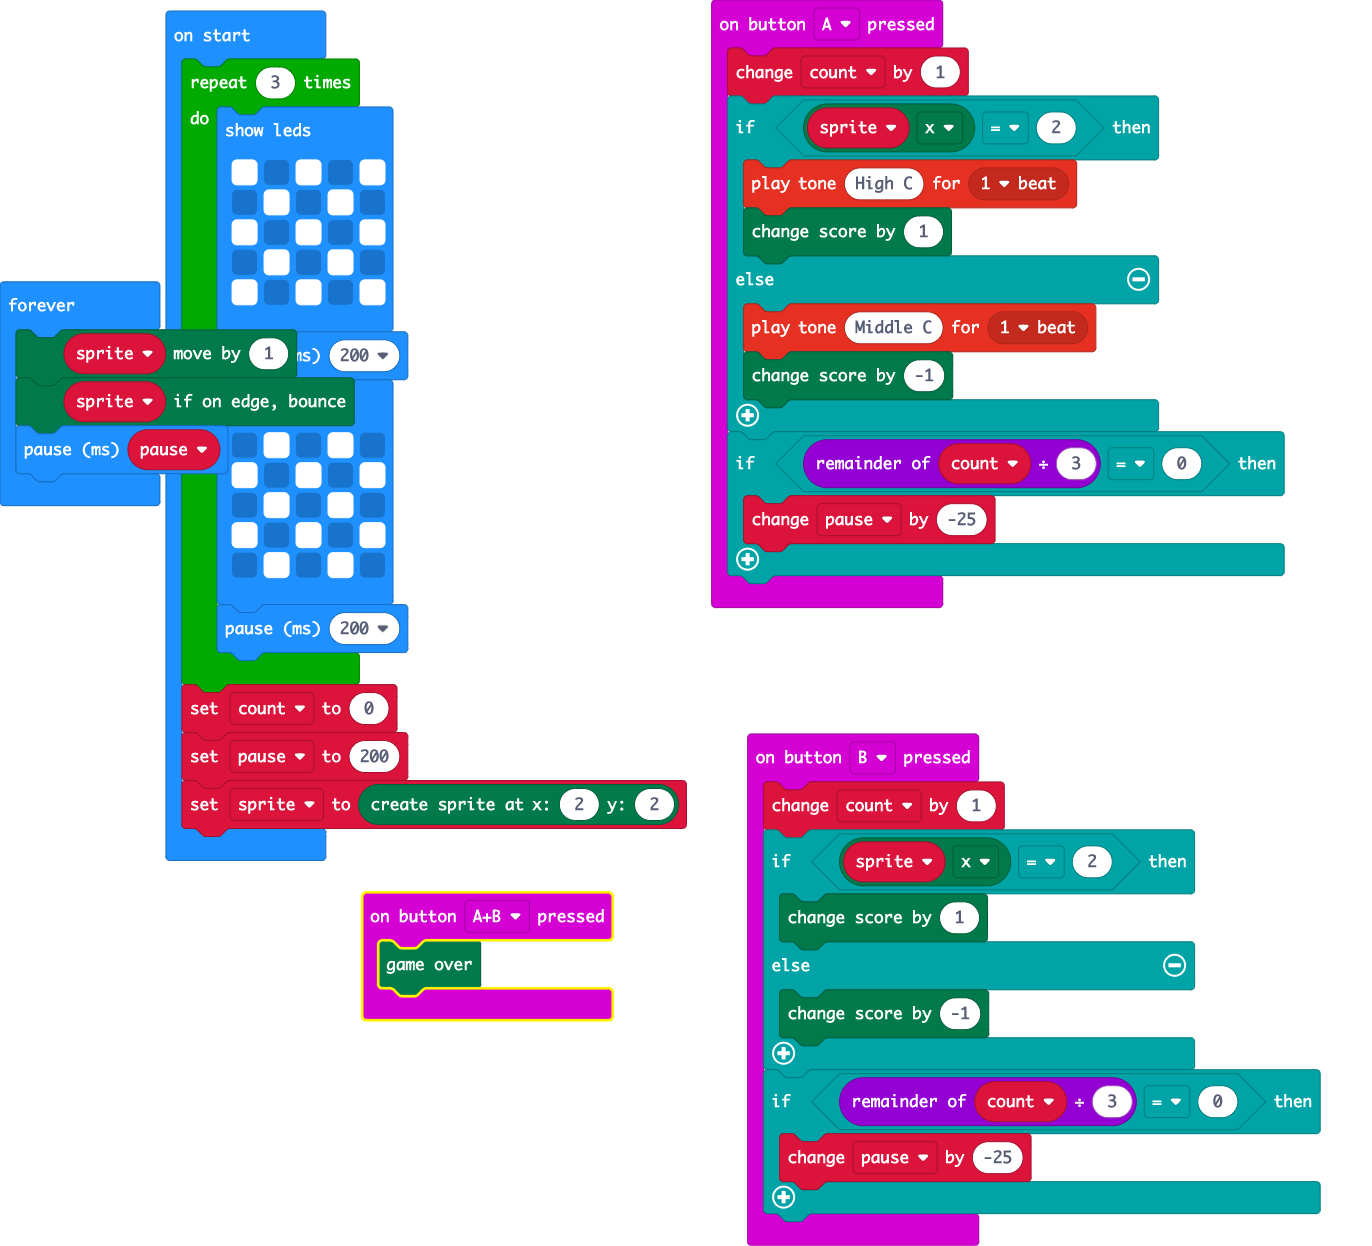 on start
repeat 3 times
do
show leds
ms) 200
pause (ms) 200
set count to 0
set pause to 200
set sprite to create sprite at x: 2 y: 2
forever
sprite move by 1
sprite if on edge, bounce
pause (ms) pause
on button A+B pressed
game over
on button A pressed
change count by 1
if sprite x = 2 then
play tone High C for 1 beat
change score by 1
else
play tone Middle C for 1 beat
change score by -1
if remainder of count ÷ 3 = 0 then
change pause by -25
on button B pressed
change count by 1
if sprite x = 2 then
change score by 1
else
change score by -1
if remainder of count ÷ 3 = 0 then
change pause by -25